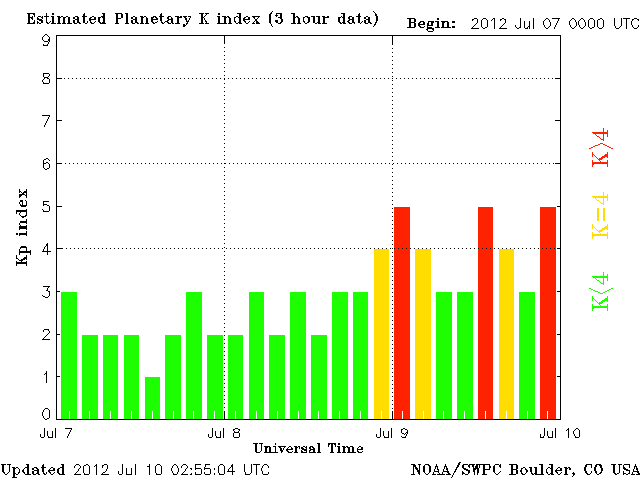 Estimated Planetary K index (3 hour data) Begin: 2012 Jul 07 0000 UTC
9
8
7
6
5
4
3
2
1
0
Kp index
K>4
K=4
K<4
Jul 7 Jul 8 Jul 9 Jul 10
Universal Time
Updated 2012 Jul 10 02:55:04 UTC NOAA/SWPC Boulder, CO USA